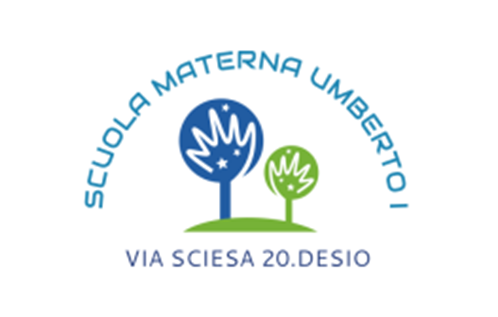 SCUOLA MATERNA UMBERTO I
VIA SCIESA 20.DESIO